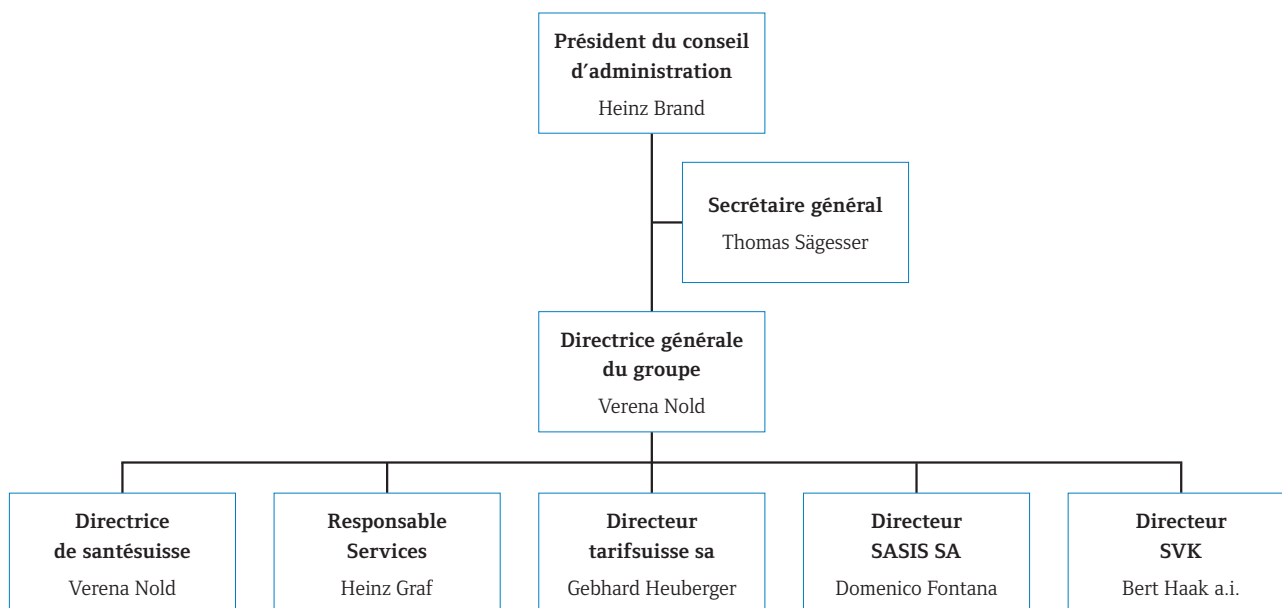 Président du conseil
d’administration
Heinz Brand
Secrétaire général
Thomas Sägesser
Directrice générale
du groupe
Verena Nold
Directrice
de santésuisse
Verena Nold
Responsable
Services
Heinz Graf
Directeur
tarifsuisse sa
Gebhard Heuberger
Directeur
SASIS SA
Domenico Fontana
Directeur
SVK
Bert Haak a.i.